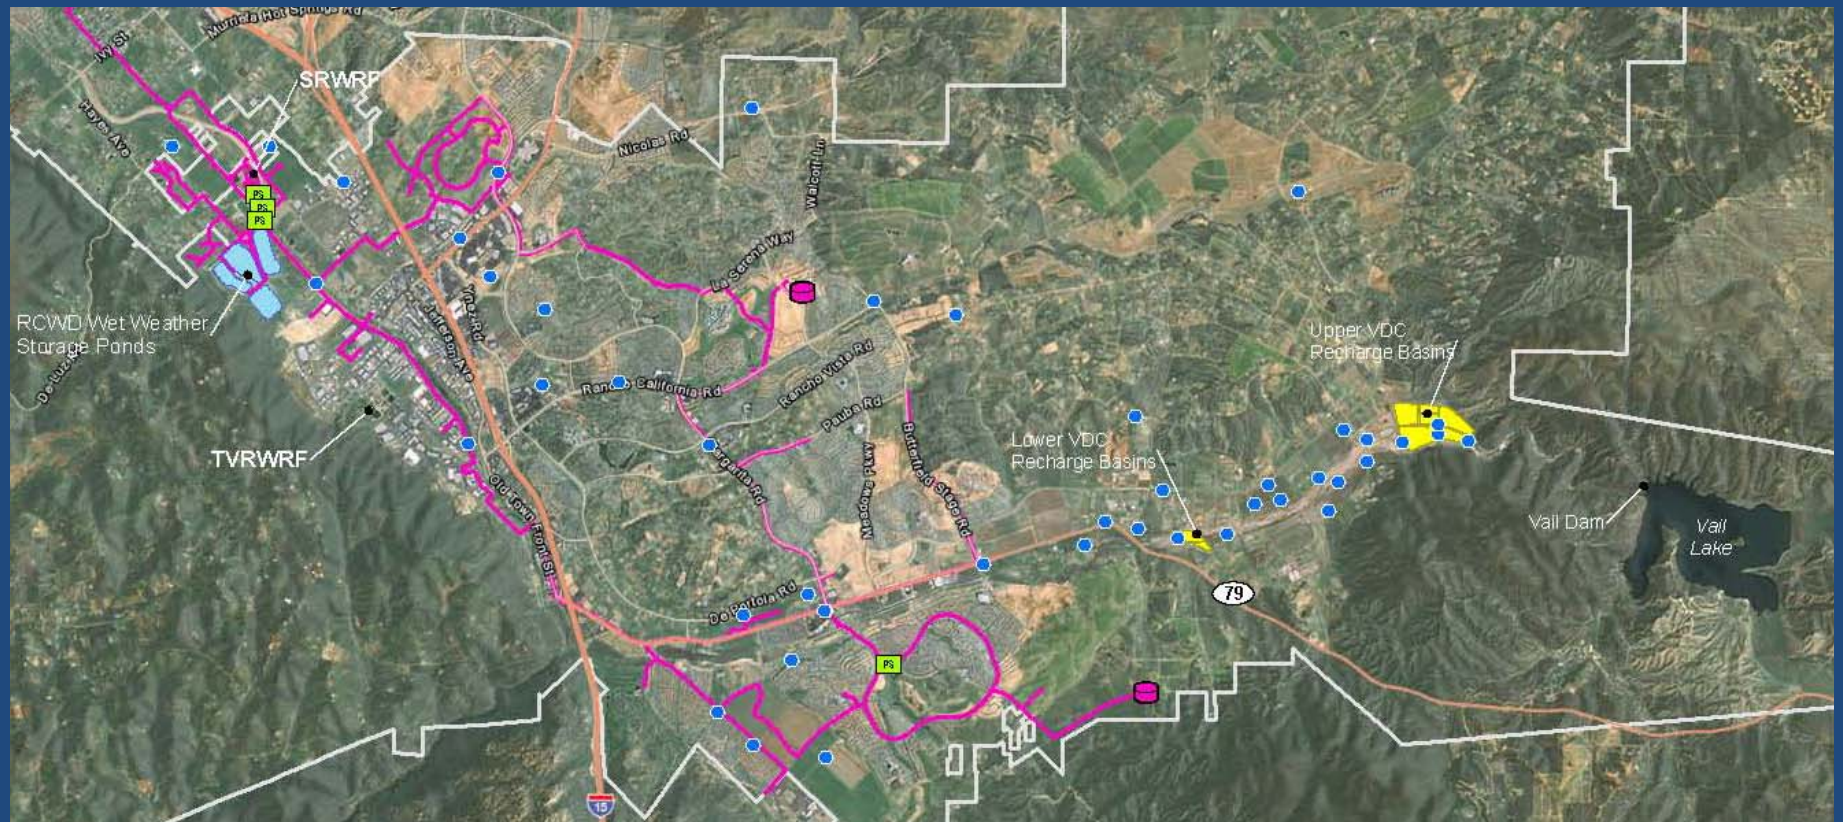 Murrieta Hot Springs Rd
Ivy St
SRWRF
Hayes Ave
Nicolas Rd
Walcott Ln
PS
PS
PS
La Serena Way
RCWD Wet Weather
Storage Ponds
Ynez Rd
Jefferson Ave
De Luz Rd
Upper VDC
Recharge Basins
Rancho California Rd
Rancho Vista Rd
Pauba Rd
TVRWRF
Margarita Rd
Meadows Pkwy
Butterfield Stage Rd
Lower VDC
Recharge Basins
Old Town Front St
Vail Dam
Vail
Lake
79
De Portola Rd
PS
15